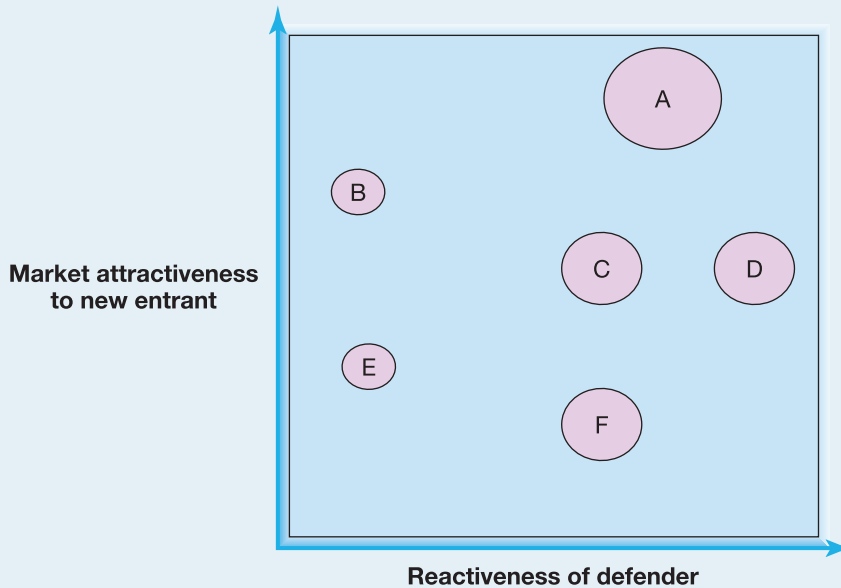 A
B
C
D
Market attractiveness
to new entrant
E
F
Reactiveness of defender